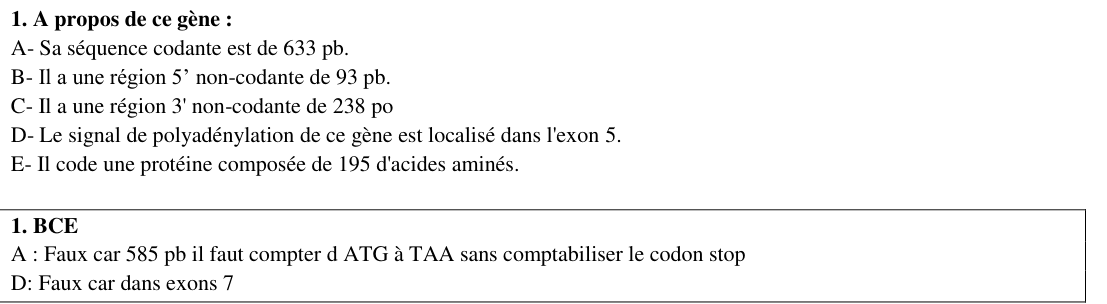 1. A propos de ce gène :
A- Sa séquence codante est de 633 pb.
B- Il a une région 5’ non-codante de 93 pb.
C- Il a une région 3' non-codante de 238 po
D- Le signal de polyadénylation de ce gène est localisé dans l'exon 5.
E- Il code une protéine composée de 195 d'acides aminés.
1. BCE
A : Faux car 585 pb il faut compter d ATG à TAA sans comptabiliser le codon stop
D: Faux car dans exons 7